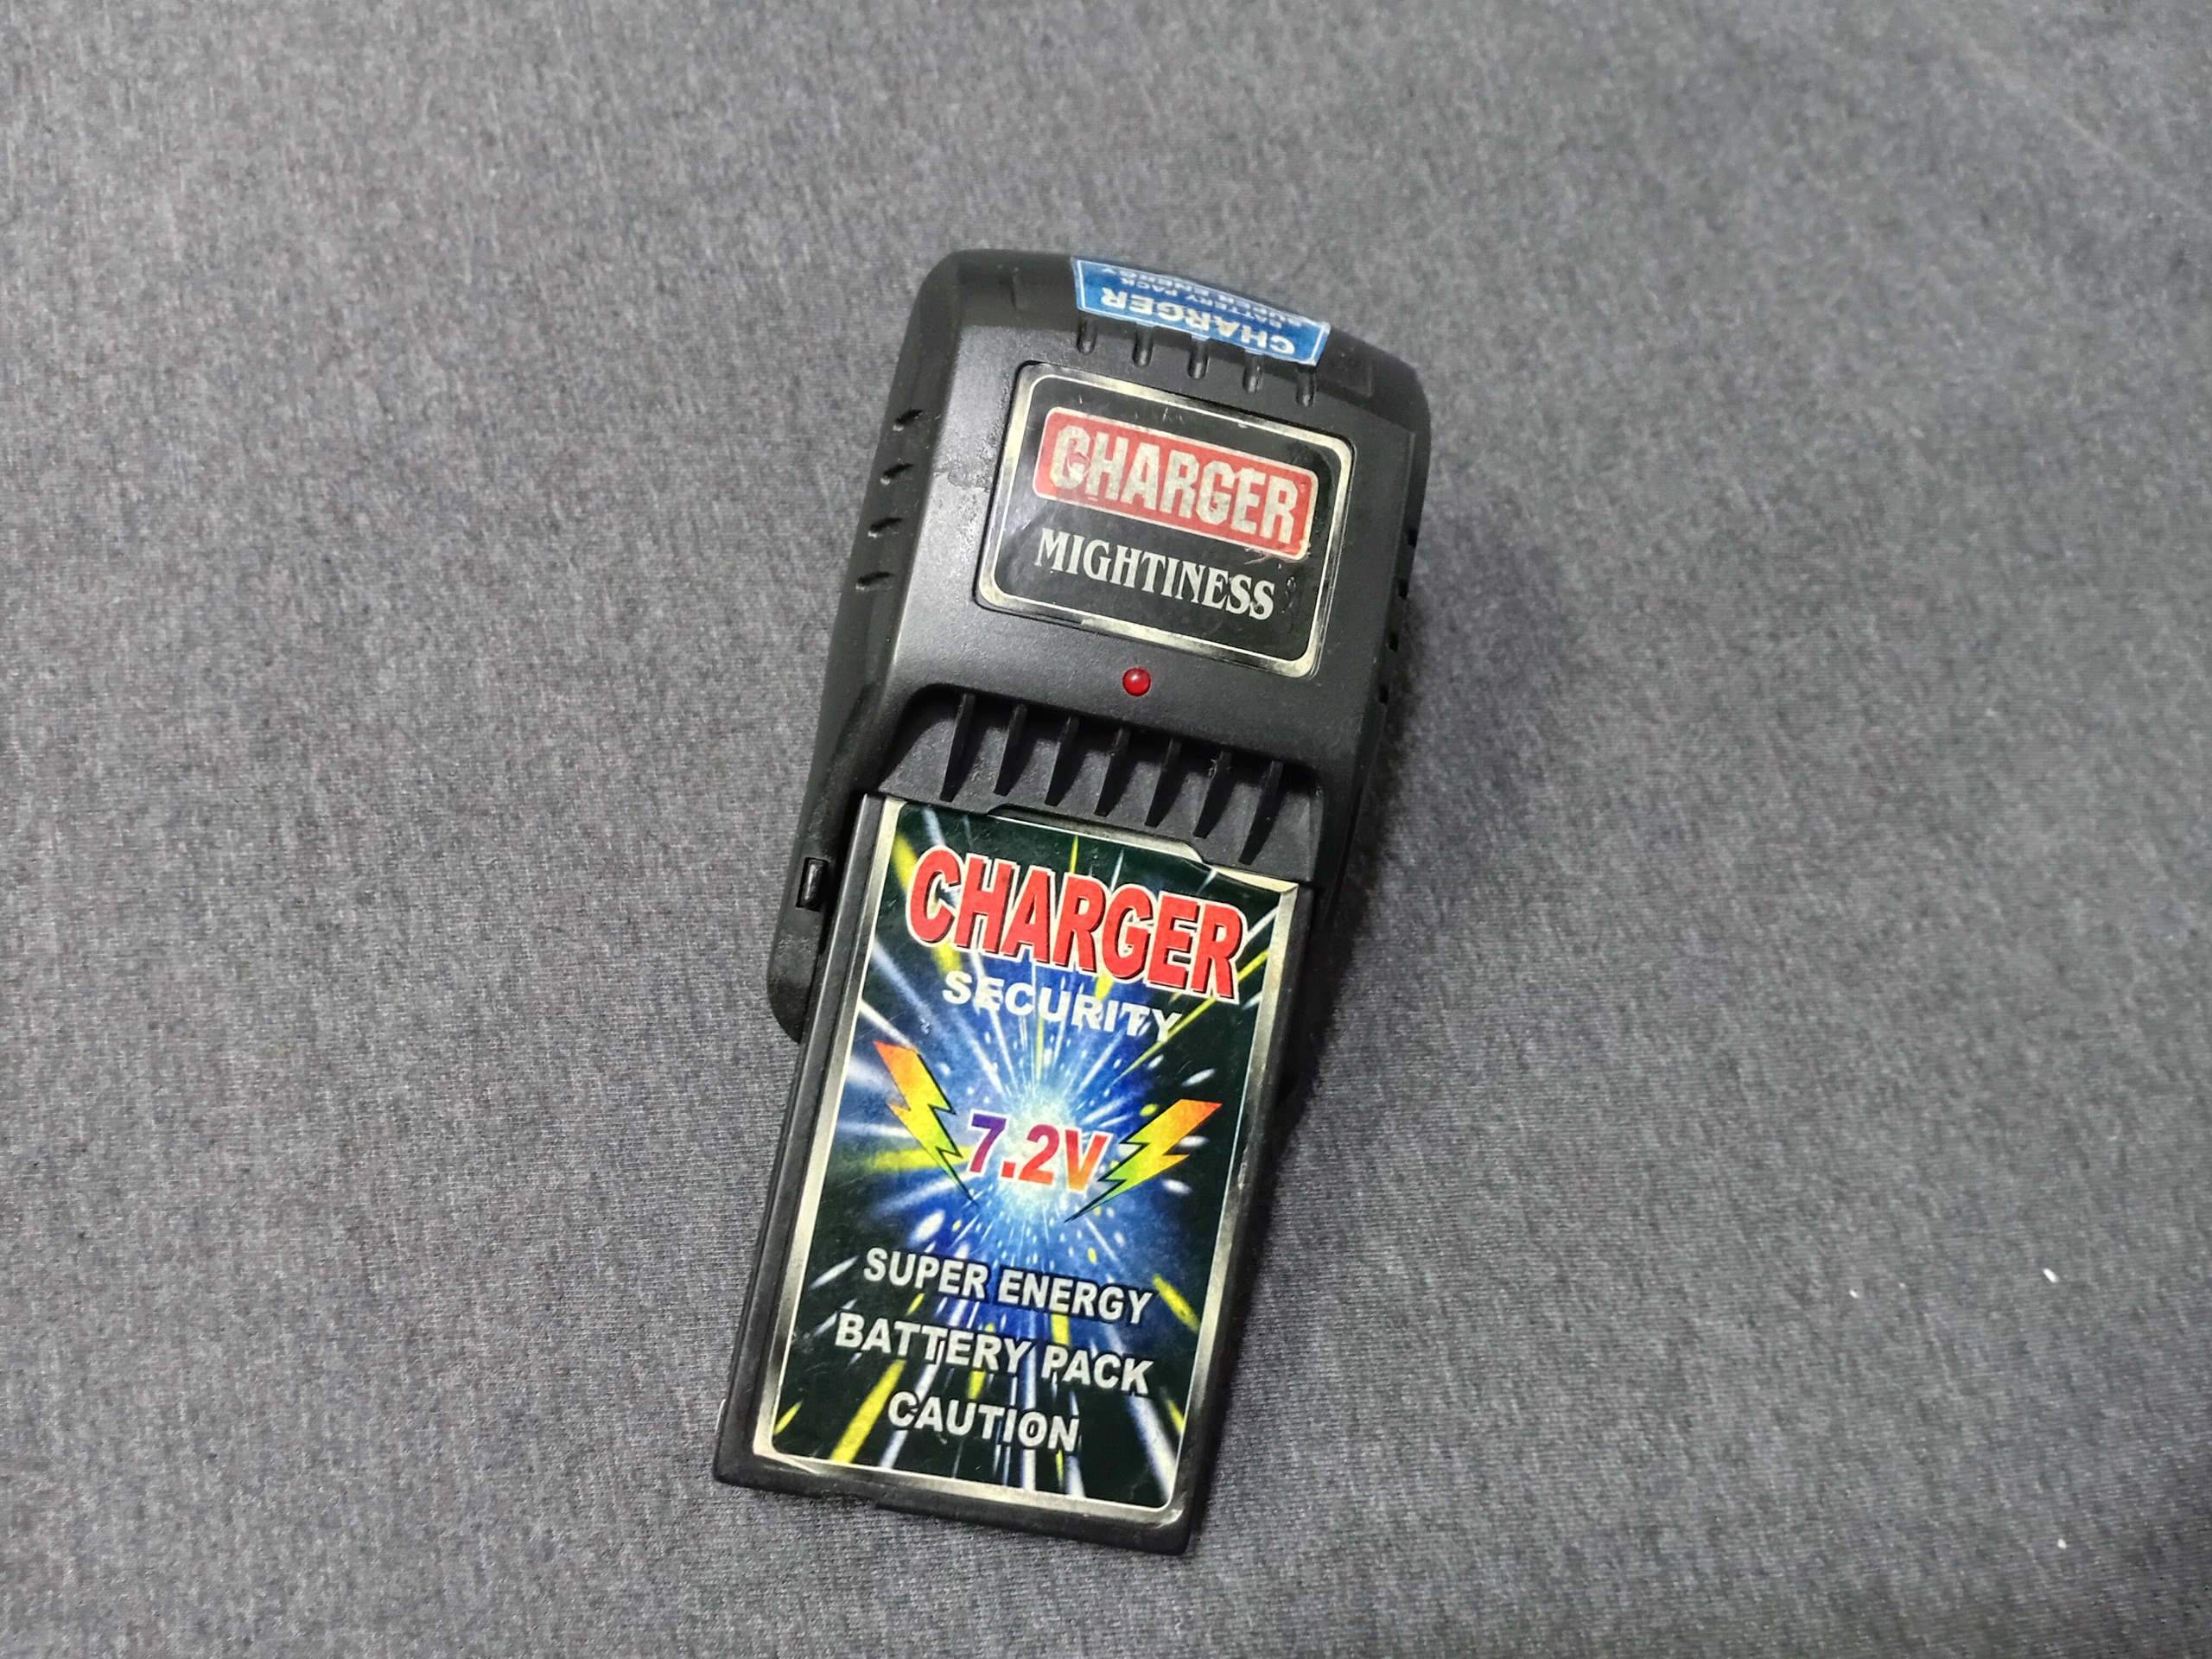 CHARGER
BATTERY PACK
SUPER ENERGY
CHARGER
MIGHTINESS
CHARGER
SECURITY
7.2V
SUPER ENERGY
BATTERY PACK
CAUTION